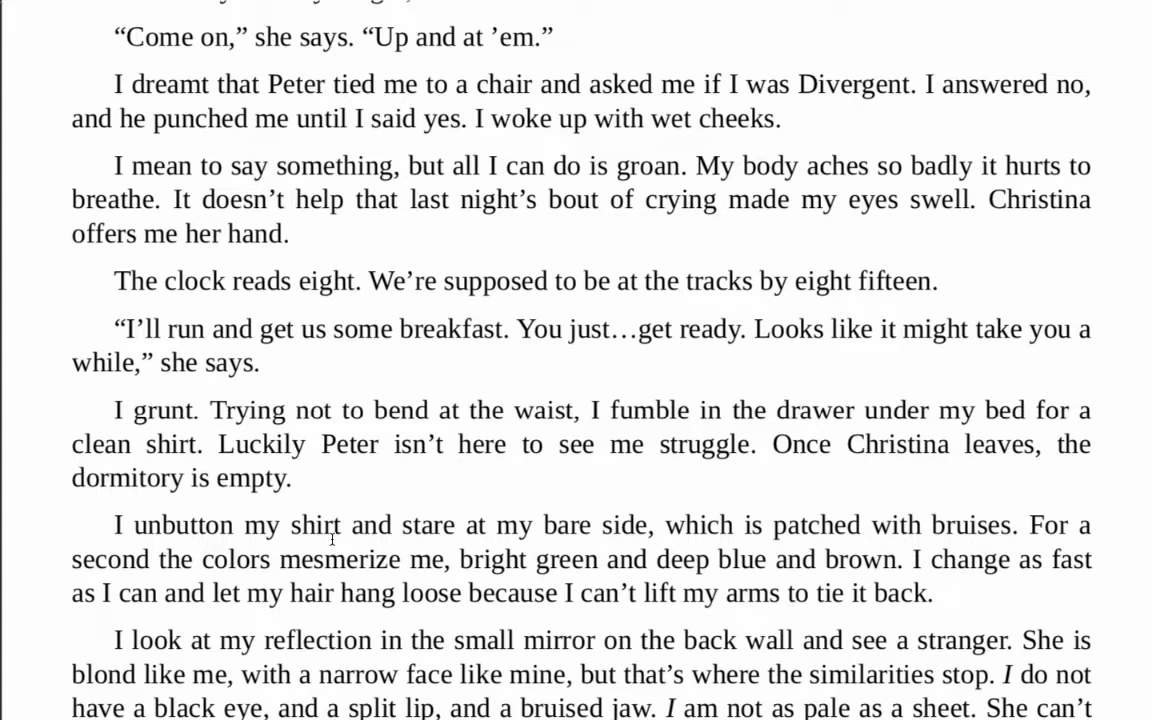 “Come on,” she says. “Up and at ’em.”
I dreamt that Peter tied me to a chair and asked me if I was Divergent. I answered no,
and he punched me until I said yes. I woke up with wet cheeks.
I mean to say something, but all I can do is groan. My body aches so badly it hurts to
breathe. It doesn’t help that last night’s bout of crying made my eyes swell. Christina
offers me her hand.
The clock reads eight. We’re supposed to be at the tracks by eight fifteen.
“I’ll run and get us some breakfast. You just…get ready. Looks like it might take you a
while,” she says.
I grunt. Trying not to bend at the waist, I fumble in the drawer under my bed for a
clean shirt. Luckily Peter isn’t here to see me struggle. Once Christina leaves, the
dormitory is empty.
I unbutton my shirt and stare at my bare side, which is patched with bruises. For a
second the colors mesmerize me, bright green and deep blue and brown. I change as fast
as I can and let my hair hang loose because I can’t lift my arms to tie it back.
I look at my reflection in the small mirror on the back wall and see a stranger. She is
blond like me, with a narrow face like mine, but that’s where the similarities stop. I do not
have a black eye, and a split lip, and a bruised jaw. I am not as pale as a sheet. She can’t